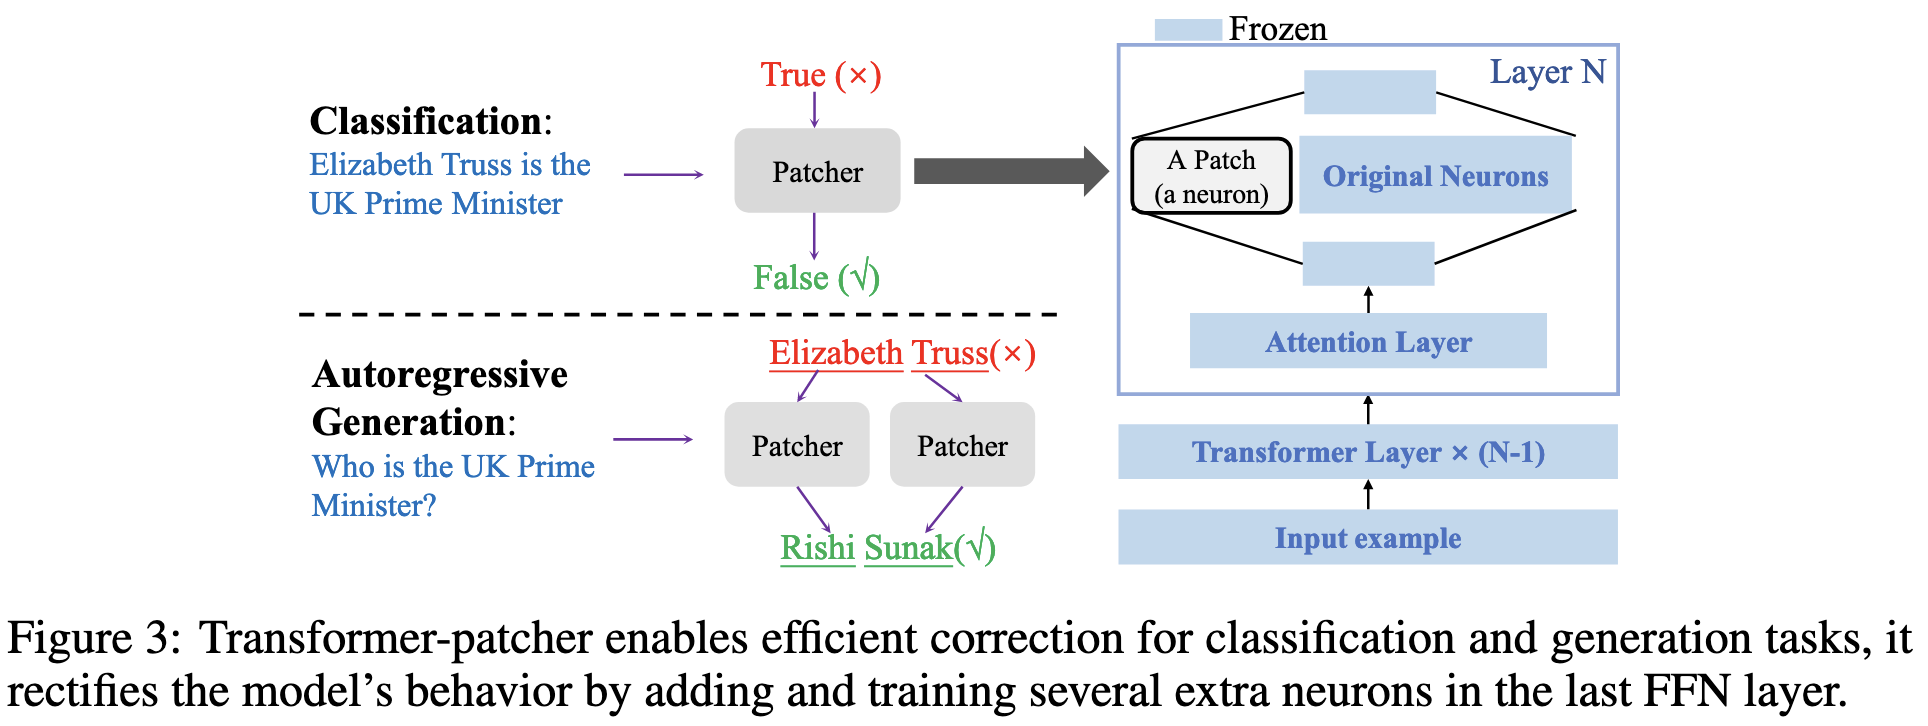 Classification:
Elizabeth Truss is the
UK Prime Minister
True (×)
Patcher
False (√)
Autoregressive
Generation:
Who is the UK Prime
Minister?
Elizabeth Truss(×)
Patcher
Patcher
Rishi Sunak(√)
Frozen
Layer N
A Patch
(a neuron)
Original Neurons
Attention Layer
Transformer Layer × (N-1)
Input example
Figure 3: Transformer-patcher enables efficient correction for classification and generation tasks, it
rectifies the model’s behavior by adding and training several extra neurons in the last FFN layer.